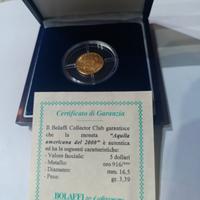 Certificato di Garanzia
Il Bolaffi Collector Club garantisce
che la moneta "Aquila
americana del 2000" è autentica
ed ha le seguenti caratteristiche:
- Valore facciale: 5 dollari
- Metallo: oro 916/°°°
- Diametro: mm. 16,5
- Peso: gr. 3,39
BOLAFFI